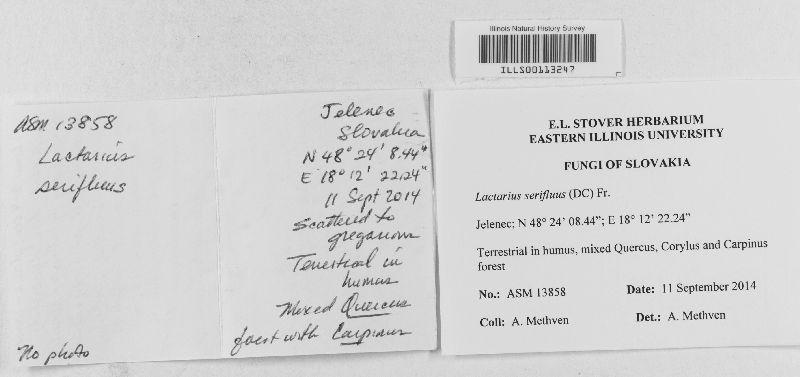 Illinois Natural History Survey
ILLS00113247
ASM 13858
Lactarius
serifluus
No photo
Jelenec
Slovakia
N 48° 24' 8.44"
E 18° 12' 22.24"
11 Sept 2014
Scattered to
gregarious
Terrestrial in
humus
Mixed Quercus
forest with Carpinus
E.L. STOVER HERBARIUM
EASTERN ILLINOIS UNIVERSITY
FUNGI OF SLOVAKIA
Lactarius serifluus (DC) Fr.
Jelenec; N 48° 24’ 08.44”; E 18° 12’ 22.24”
Terrestrial in humus, mixed Quercus, Corylus and Carpinus
forest
No.: ASM 13858 Date: 11 September 2014
Coll: A. Methven Det.: A. Methven